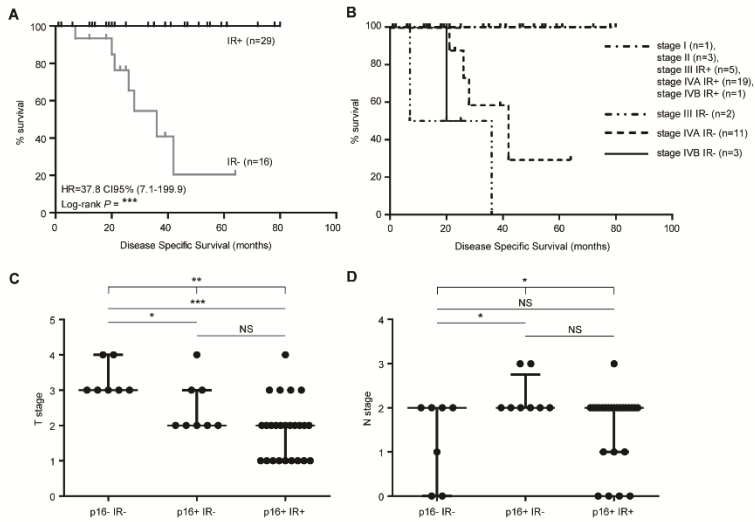 A
100
80
60
40
20
0
% survival
IR+ (n=29)
IR- (n=16)
HR=37.8 CI95% (7.1-199.9)
Log-rank P = ***
0
20
40
60
80
100
Disease Specific Survival (months)
B
100
80
60
40
20
0
% survival
0
20
40
60
80
100
Disease Specific Survival (months)
stage I (n=1),
stage II (n=3),
stage III IR+ (n=5),
stage IVA IR+ (n=19),
stage IVB IR+ (n=1)
stage III IR- (n=2)
stage IVA IR- (n=11)
stage IVB IR- (n=3)
C
**
***
*
NS
5
4
3
2
1
0
T stage
p16- IR-
p16+ IR-
p16+ IR+
D
*
NS
*
NS
4
3
2
1
0
N stage
p16- IR-
p16+ IR-
p16+ IR+